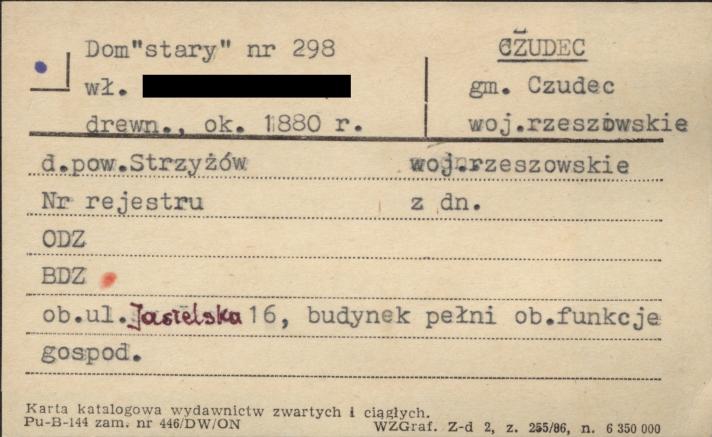 Dom"stary" nr 298
wł.
drewn., ok. 1880 r.
CZUDEC
gm. Czudec
woj.rzeszowskie
d.pow.Strzyżów woj.rzeszowskie
Nr rejestru z dn.
ODZ
BDZ
ob.ul.Jasielska 16, budynek pełni ob.funkcje
gospod.
Karta katalogowa wydawnictw zwartych i ciągłych.
Pu-B-144 zam. nr 446/DW/ON WZGraf. Z-d 2, z. 255/86, n. 6 350 000